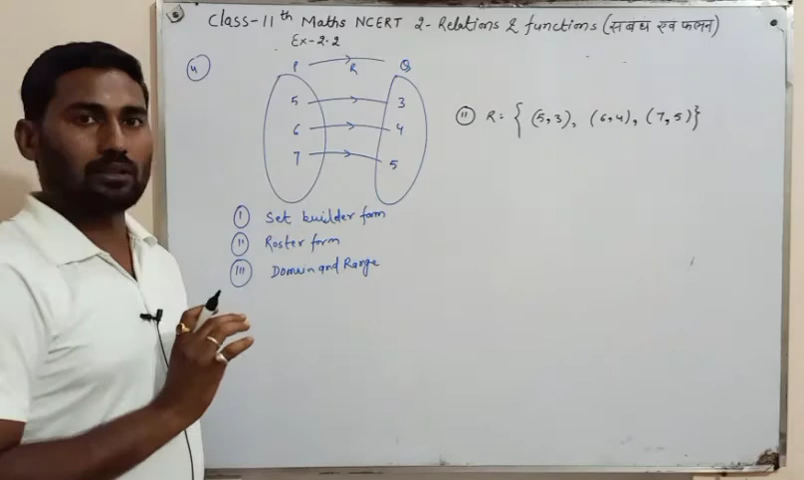 Class-11th Maths NCERT 2-Relations & functions (सबंध एवं फलन)
Ex-2.2
4
P R Q
5 3
6 4
7 5
(ii) R = { (5,3), (6,4), (7,5)}
(i) Set builder form
(ii) Roster form
(iii) Domain and Range